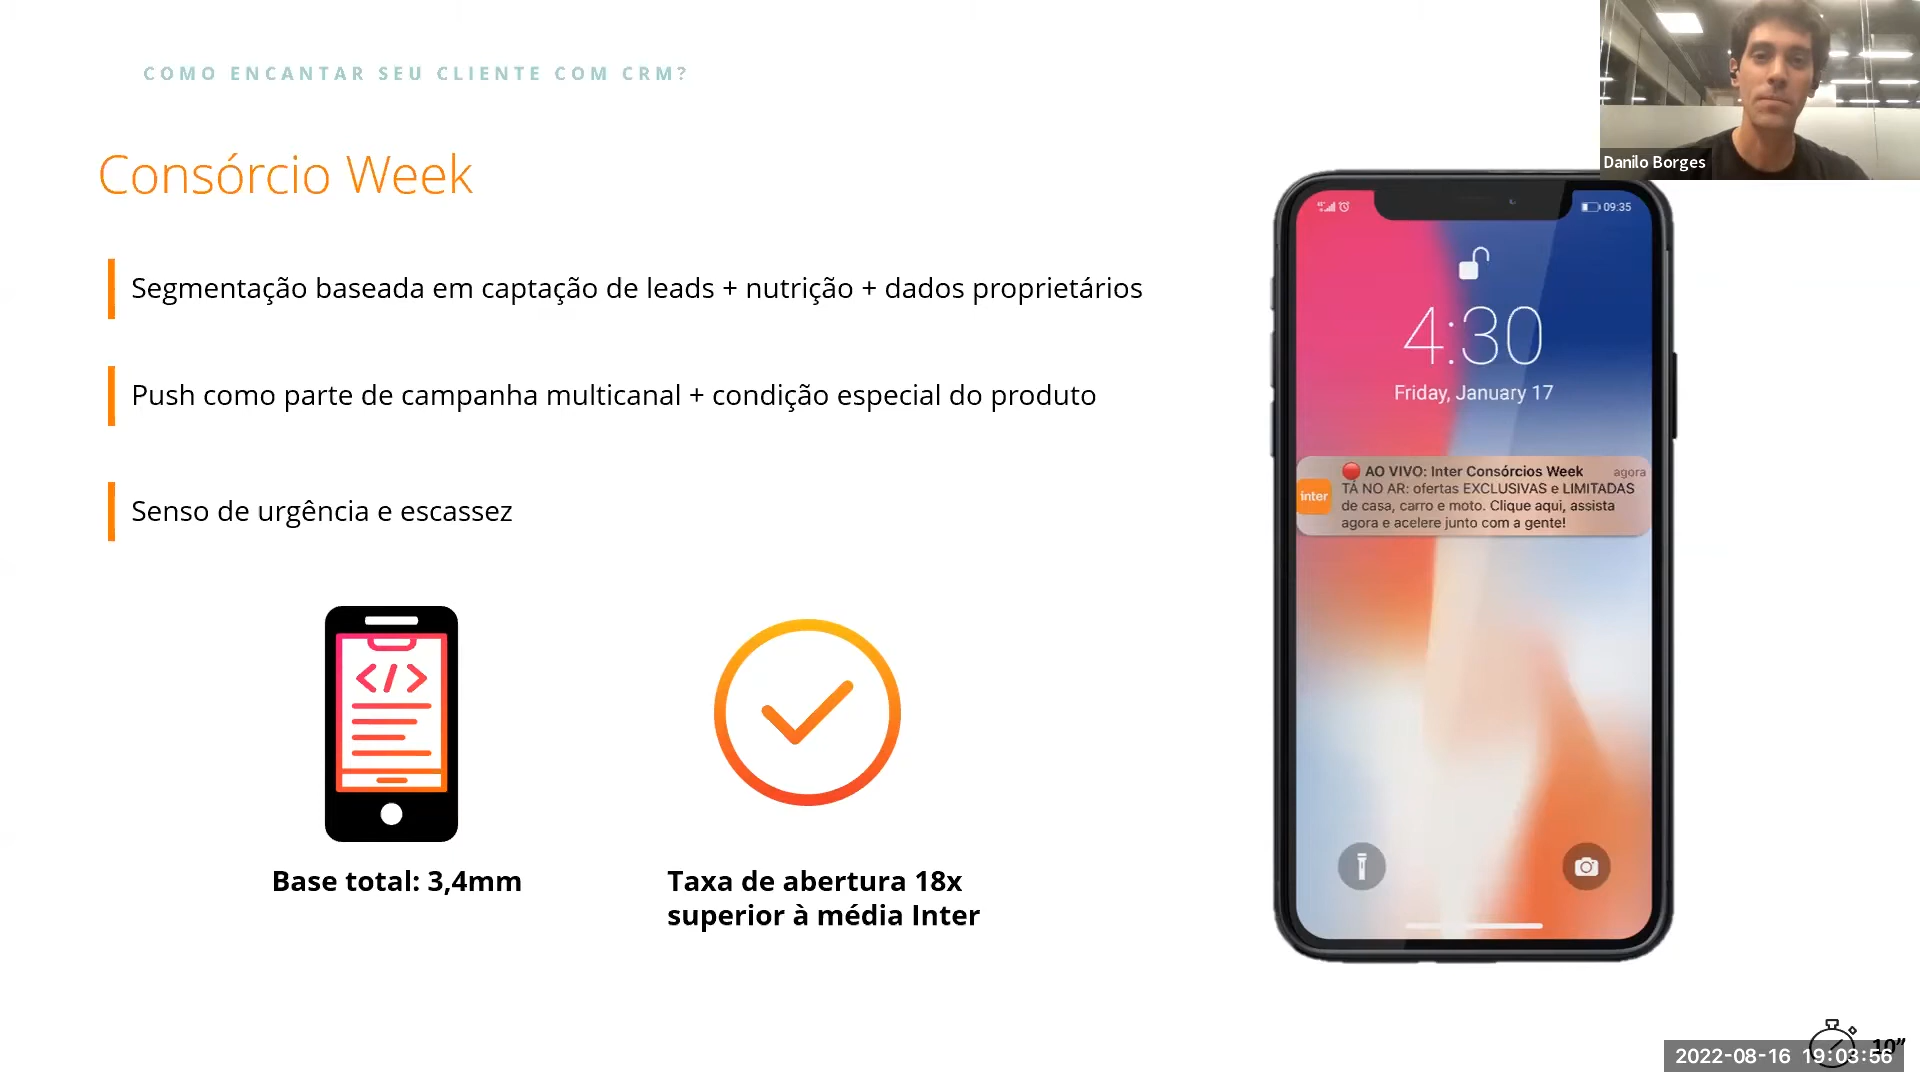 COMO ENCANTAR SEU CLIENTE COM CRM?
Danilo Borges
Consórcio Week
Segmentação baseada em captação de leads + nutrição + dados proprietários
Push como parte de campanha multicanal + condição especial do produto
Senso de urgência e escassez
Base total: 3,4mm
Taxa de abertura 18x
superior à média Inter
09:35
4:30
Friday, January 17
🔴 AO VIVO: Inter Consórcios Week agora
inter
TÁ NO AR: ofertas EXCLUSIVAS e LIMITADAS
de casa, carro e moto. Clique aqui, assista
agora e acelere junto com a gente!
10”
2022-08-16 19:03:56